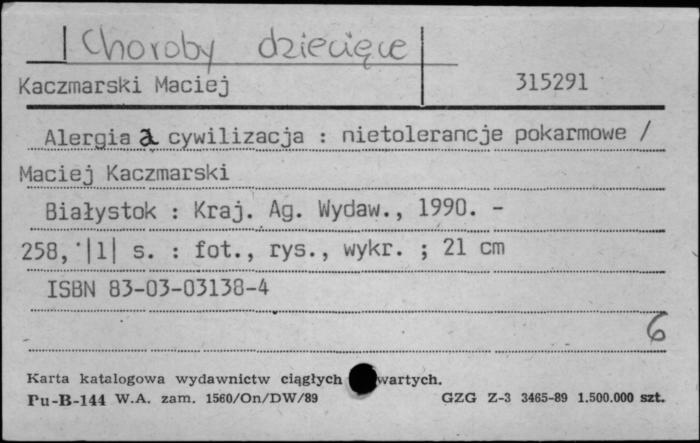 Choroby dziecięce
Kaczmarski Maciej 315291
Alergia a cywilizacja : nietolerancje pokarmowe /
Maciej Kaczmarski
Białystok : Kraj. Ag. Wydaw., 1990. -
258, |1| s. : fot., rys., wykr. ; 21 cm
ISBN 83-03-03138-4
6
Karta katalogowa wydawnictw ciągłych wartych.
Pu-B-144 W.A. zam. 1560/On/DW/89 GZG Z-3 3465-89 1.500.000 szt.